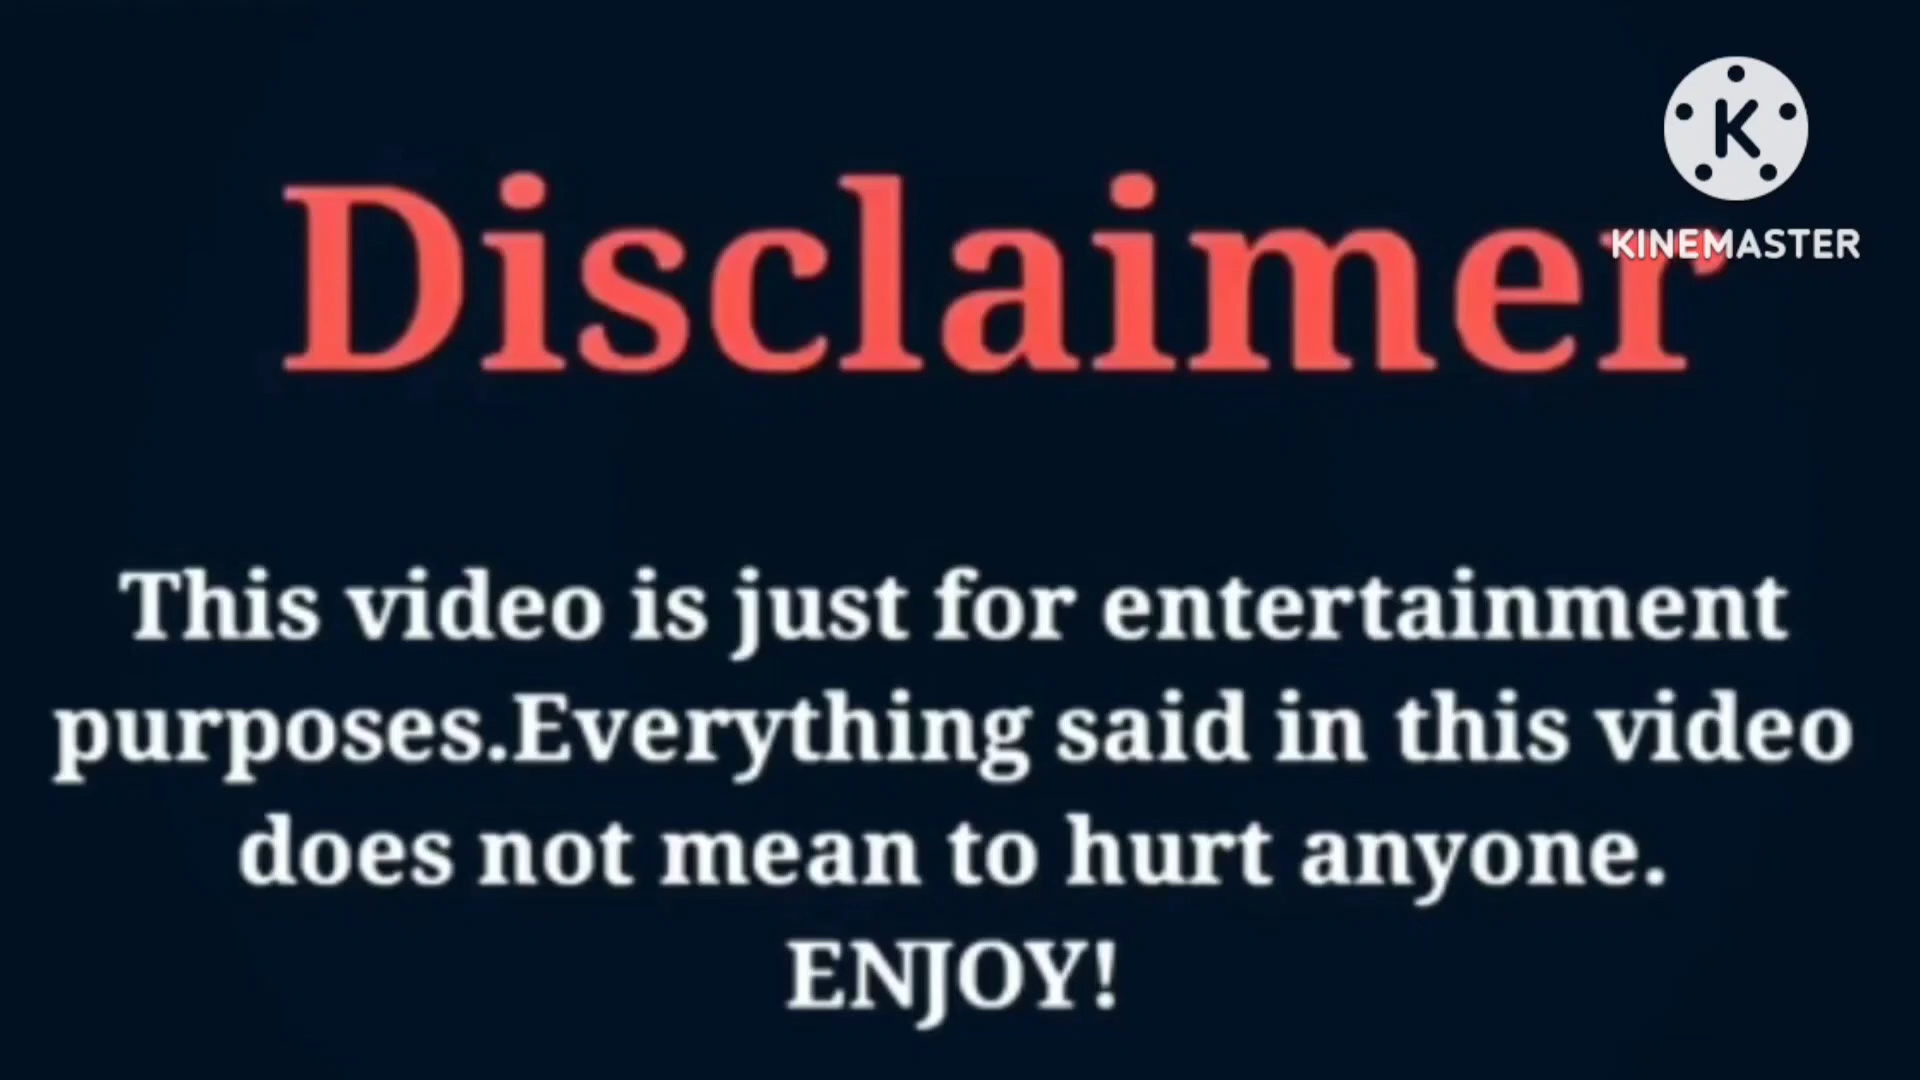 K
KINEMASTER
Disclaimer
This video is just for entertainment
purposes.Everything said in this video
does not mean to hurt anyone.
ENJOY!